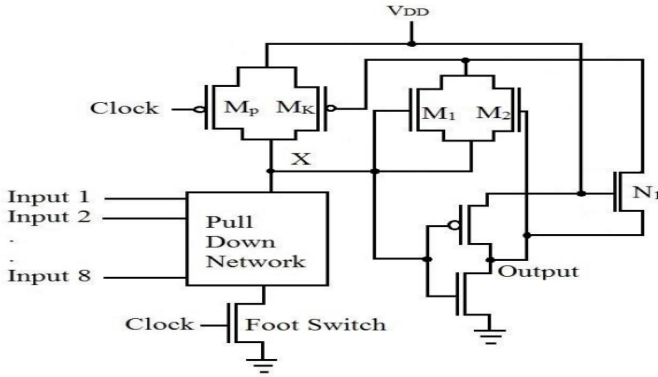 VDD
Clock
Mp
MK
M1
M2
X
N1
Input 1
Input 2
.
.
Input 8
Pull
Down
Network
Output
Clock
Foot Switch